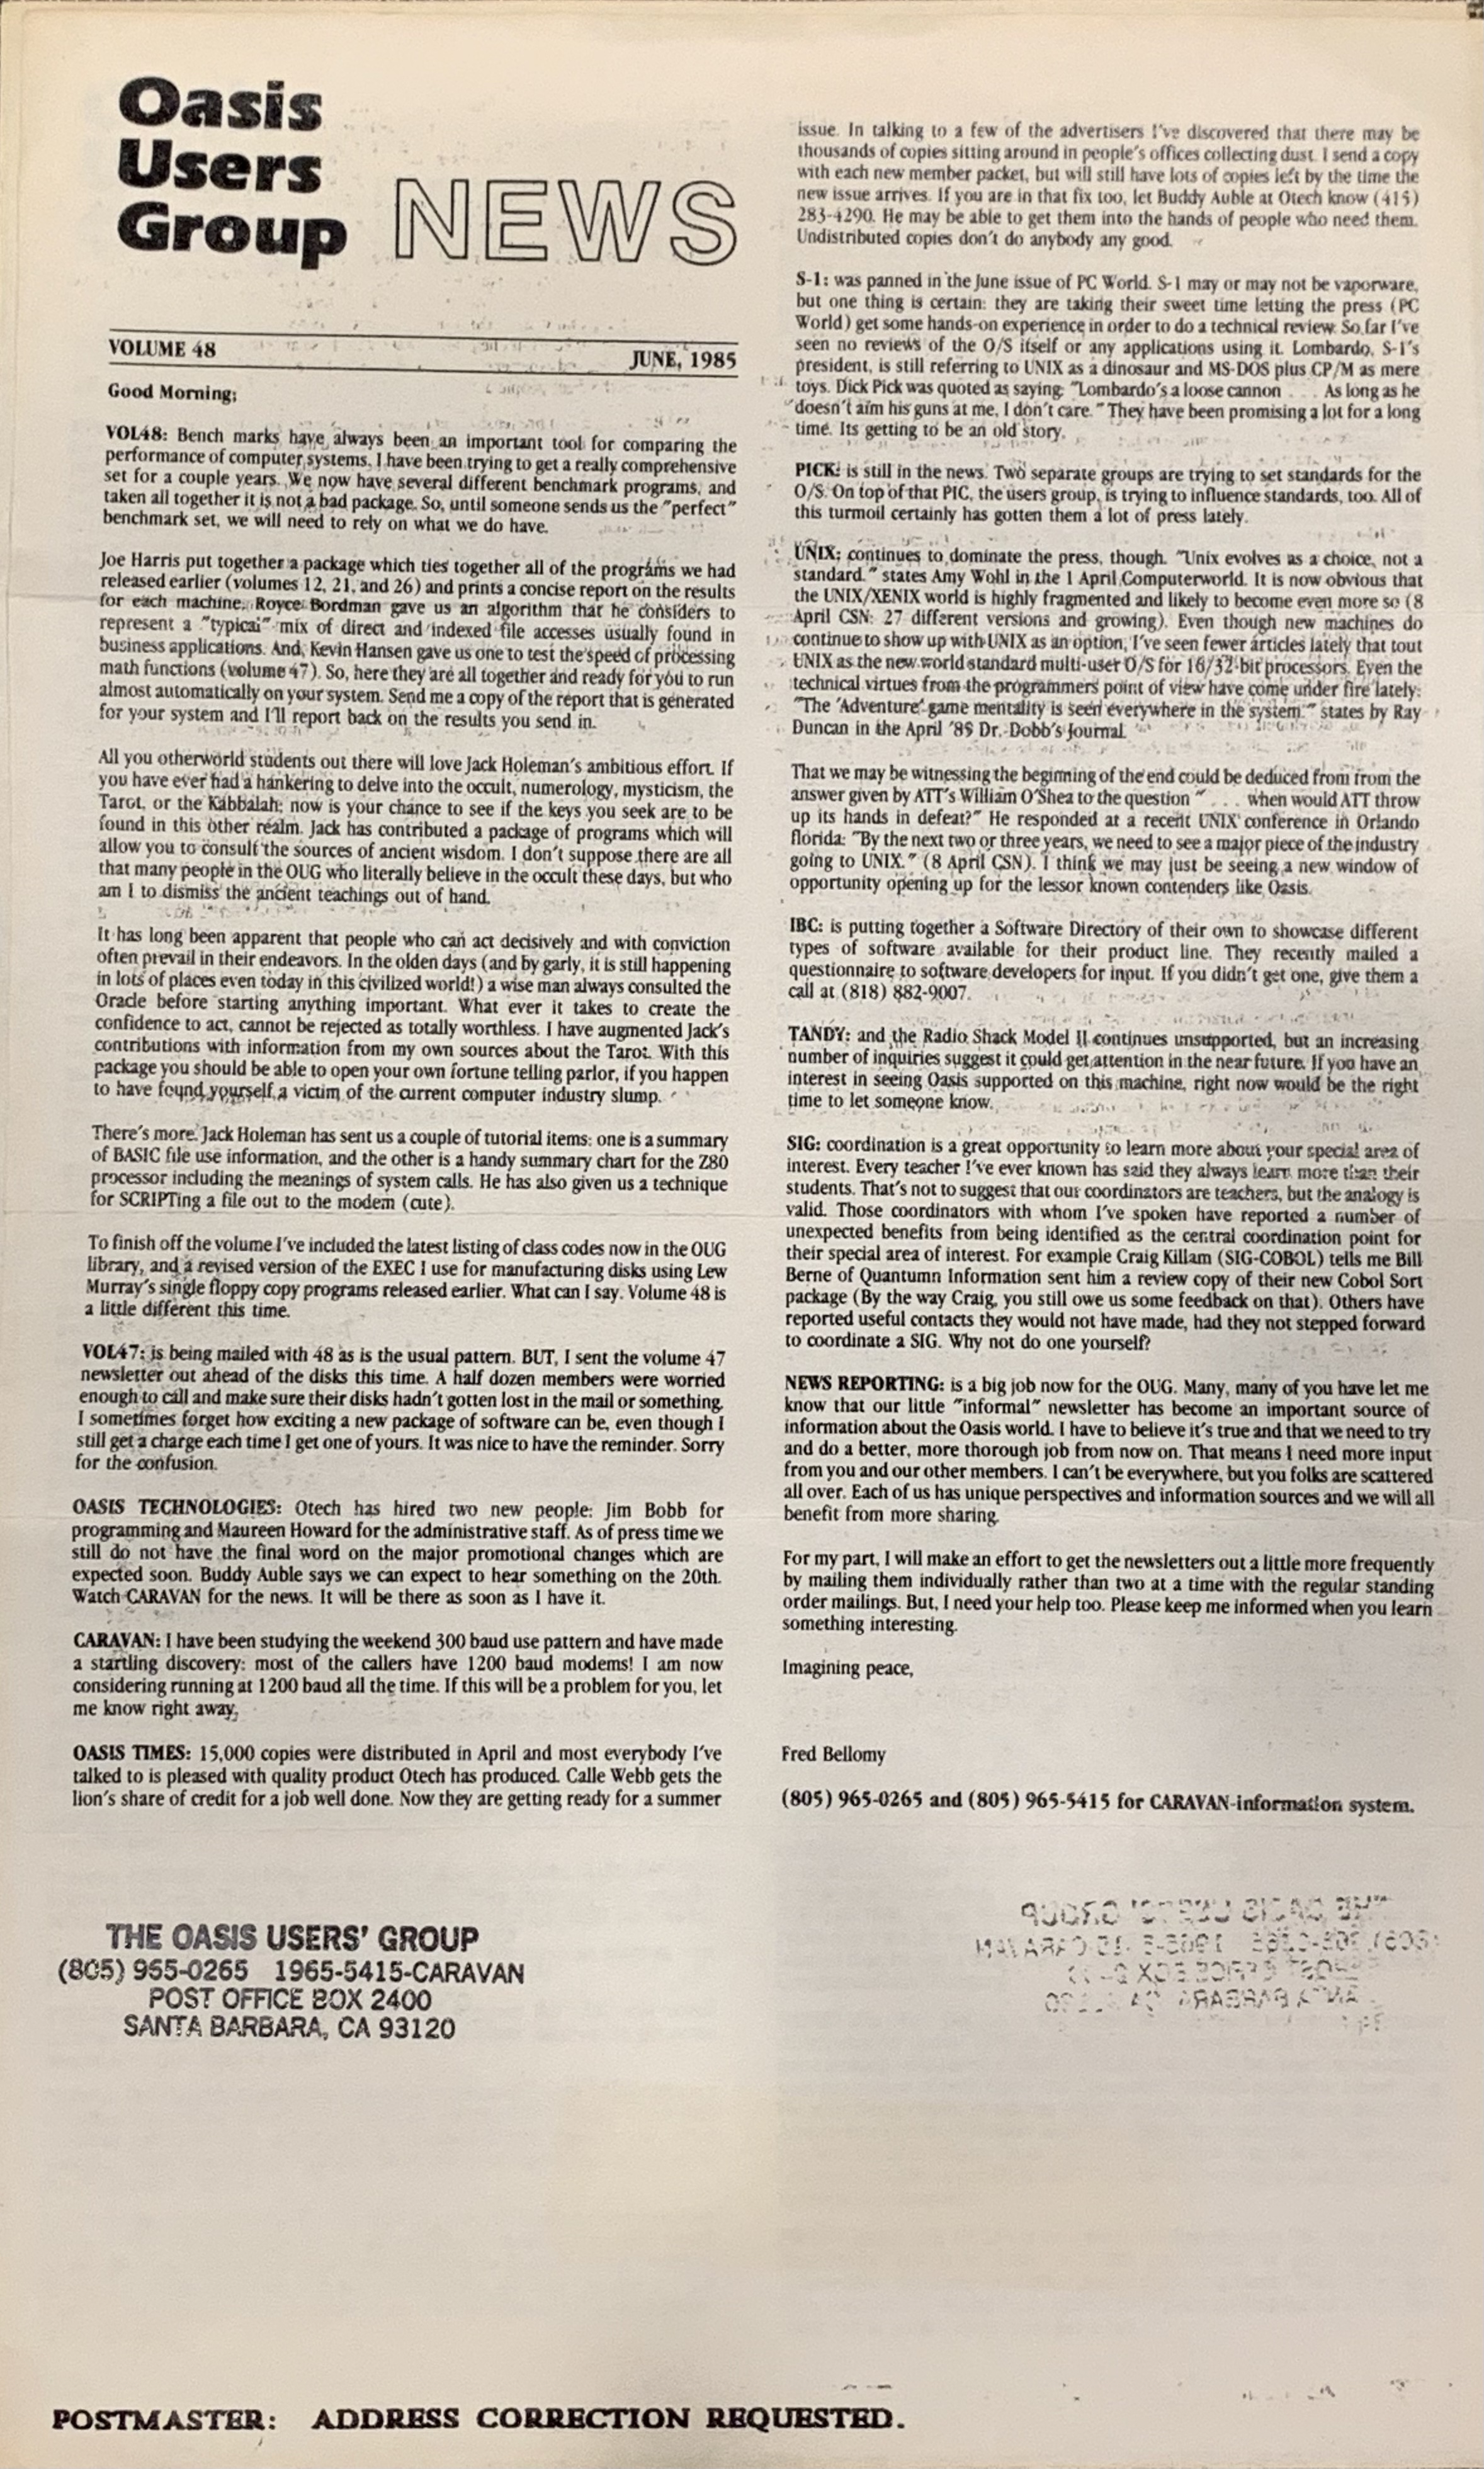 Oasis
Users
Group NEWS
VOLUME 48 JUNE, 1985
Good Morning;
VOL48: Bench marks have always been an important tool for comparing the
performance of computer systems. I have been trying to get a really comprehensive
set for a couple years. We now have several different benchmark programs, and
taken all together it is not a bad package. So, until someone sends us the "perfect"
benchmark set, we will need to rely on what we do have.
Joe Harris put together a package which ties together all of the programs we had
released earlier (volumes 12, 21, and 26) and prints a concise report on the results
for each machine. Royce Bordman gave us an algorithm that he considers to
represent a "typical" mix of direct and indexed file accesses usually found in
business applications. And, Kevin Hansen gave us one to test the speed of processing
math functions (volume 47). So, here they are all together and ready for you to run
almost automatically on your system. Send me a copy of the report that is generated
for your system and I'll report back on the results you send in.
All you otherworld students out there will love Jack Holeman's ambitious effort. If
you have ever had a hankering to delve into the occult, numerology, mysticism, the
Tarot, or the Kabbalah; now is your chance to see if the keys you seek are to be
found in this other realm. Jack has contributed a package of programs which will
allow you to consult the sources of ancient wisdom. I don't suppose there are all
that many people in the OUG who literally believe in the occult these days, but who
am I to dismiss the ancient teachings out of hand.
It has long been apparent that people who can act decisively and with conviction
often prevail in their endeavors. In the olden days (and by garly, it is still happening
in lots of places even today in this civilized world!) a wise man always consulted the
Oracle before starting anything important. What ever it takes to create the
confidence to act, cannot be rejected as totally worthless. I have augmented Jack's
contributions with information from my own sources about the Tarot. With this
package you should be able to open your own fortune telling parlor, if you happen
to have found yourself a victim of the current computer industry slump.
There's more. Jack Holeman has sent us a couple of tutorial items: one is a summary
of BASIC file use information, and the other is a handy summary chart for the Z80
processor including the meanings of system calls. He has also given us a technique
for SCRIPTing a file out to the modem (cute).
To finish off the volume I've included the latest listing of class codes now in the OUG
library, and a revised version of the EXEC I use for manufacturing disks using Lew
Murray's single floppy copy programs released earlier. What can I say. Volume 48 is
a little different this time.
VOL47: is being mailed with 48 as is the usual pattern. BUT, I sent the volume 47
newsletter out ahead of the disks this time. A half dozen members were worried
enough to call and make sure their disks hadn't gotten lost in the mail or something.
I sometimes forget how exciting a new package of software can be, even though I
still get a charge each time I get one of yours. It was nice to have the reminder. Sorry
for the confusion.
OASIS TECHNOLOGIES: Otech has hired two new people: Jim Bobb for
programming and Maureen Howard for the administrative staff. As of press time we
still do not have the final word on the major promotional changes which are
expected soon. Buddy Auble says we can expect to hear something on the 20th.
Watch CARAVAN for the news. It will be there as soon as I have it.
CARAVAN: I have been studying the weekend 300 baud use pattern and have made
a startling discovery: most of the callers have 1200 baud modems! I am now
considering running at 1200 baud all the time. If this will be a problem for you, let
me know right away.
OASIS TIMES: 15,000 copies were distributed in April and most everybody I've
talked to is pleased with quality product Otech has produced. Calle Webb gets the
lion's share of credit for a job well done. Now they are getting ready for a summer
issue. In talking to a few of the advertisers I've discovered that there may be
thousands of copies sitting around in people's offices collecting dust. I send a copy
with each new member packet, but will still have lots of copies left by the time the
new issue arrives. If you are in that fix too, let Buddy Auble at Otech know (415)
283-4290. He may be able to get them into the hands of people who need them.
Undistributed copies don't do anybody any good.
S-1: was panned in the June issue of PC World. S-1 may or may not be vaporware,
but one thing is certain: they are taking their sweet time letting the press (PC
World) get some hands-on experience in order to do a technical review. So far I've
seen no reviews of the O/S itself or any applications using it. Lombardo, S-1's
president, is still referring to UNIX as a dinosaur and MS-DOS plus CP/M as mere
toys. Dick Pick was quoted as saying: "Lombardo's a loose cannon . . . As long as he
doesn't aim his guns at me, I don't care." They have been promising a lot for a long
time. Its getting to be an old story.
PICK: is still in the news. Two separate groups are trying to set standards for the
O/S. On top of that PIC, the users group, is trying to influence standards, too. All of
this turmoil certainly has gotten them a lot of press lately.
UNIX: continues to dominate the press, though. "Unix evolves as a choice, not a
standard." states Amy Wohl in the 1 April Computerworld. It is now obvious that
the UNIX/XENIX world is highly fragmented and likely to become even more so (8
April CSN: 27 different versions and growing). Even though new machines do
continue to show up with UNIX as an option, I've seen fewer articles lately that tout
UNIX as the new world standard multi-user O/S for 16/32-bit processors. Even the
technical virtues from the programmers point of view have come under fire lately:
"The 'Adventure' game mentality is seen everywhere in the system." states by Ray
Duncan in the April '85 Dr. Dobb's Journal.
That we may be witnessing the beginning of the end could be deduced from from the
answer given by ATT's William O'Shea to the question " . . . when would ATT throw
up its hands in defeat?" He responded at a recent UNIX conference in Orlando
florida: "By the next two or three years, we need to see a major piece of the industry
going to UNIX." (8 April CSN). I think we may just be seeing a new window of
opportunity opening up for the lessor known contenders like Oasis.
IBC: is putting together a Software Directory of their own to showcase different
types of software available for their product line. They recently mailed a
questionnaire to software developers for input. If you didn't get one, give them a
call at (818) 882-9007.
TANDY: and the Radio Shack Model II continues unsupported, but an increasing
number of inquiries suggest it could get attention in the near future. If you have an
interest in seeing Oasis supported on this machine, right now would be the right
time to let someone know.
SIG: coordination is a great opportunity to learn more about your special area of
interest. Every teacher I've ever known has said they always learn more than their
students. That's not to suggest that our coordinators are teachers, but the analogy is
valid. Those coordinators with whom I've spoken have reported a number of
unexpected benefits from being identified as the central coordination point for
their special area of interest. For example Craig Killam (SIG-COBOL) tells me Bill
Berne of Quantumn Information sent him a review copy of their new Cobol Sort
package (By the way Craig, you still owe us some feedback on that). Others have
reported useful contacts they would not have made, had they not stepped forward
to coordinate a SIG. Why not do one yourself?
NEWS REPORTING: is a big job now for the OUG. Many, many of you have let me
know that our little "informal" newsletter has become an important source of
information about the Oasis world. I have to believe it's true and that we need to try
and do a better, more thorough job from now on. That means I need more input
from you and our other members. I can't be everywhere, but you folks are scattered
all over. Each of us has unique perspectives and information sources and we will all
benefit from more sharing.
For my part, I will make an effort to get the newsletters out a little more frequently
by mailing them individually rather than two at a time with the regular standing
order mailings. But, I need your help too. Please keep me informed when you learn
something interesting.
Imagining peace,
Fred Bellomy
(805) 965-0265 and (805) 965-5415 for CARAVAN-information system.
THE OASIS USERS' GROUP
(805) 965-0265 1965-5415-CARAVAN
POST OFFICE BOX 2400
SANTA BARBARA, CA 93120
POSTMASTER: ADDRESS CORRECTION REQUESTED.